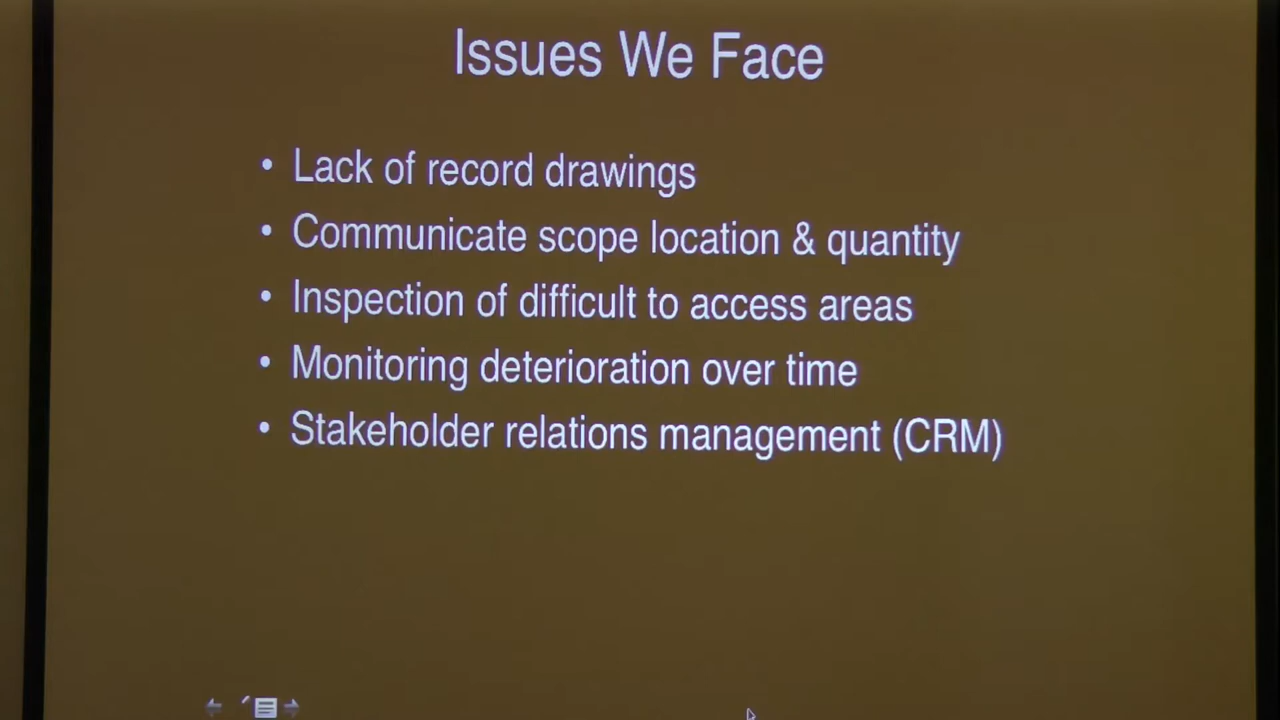 Issues We Face
• Lack of record drawings
• Communicate scope location & quantity
• Inspection of difficult to access areas
• Monitoring deterioration over time
• Stakeholder relations management (CRM)